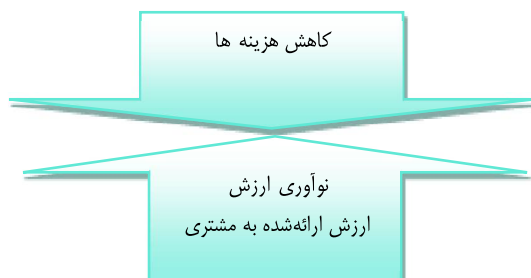 کاهش هزینه ها
نوآوری ارزش
ارزش ارائه‌شده به مشتری